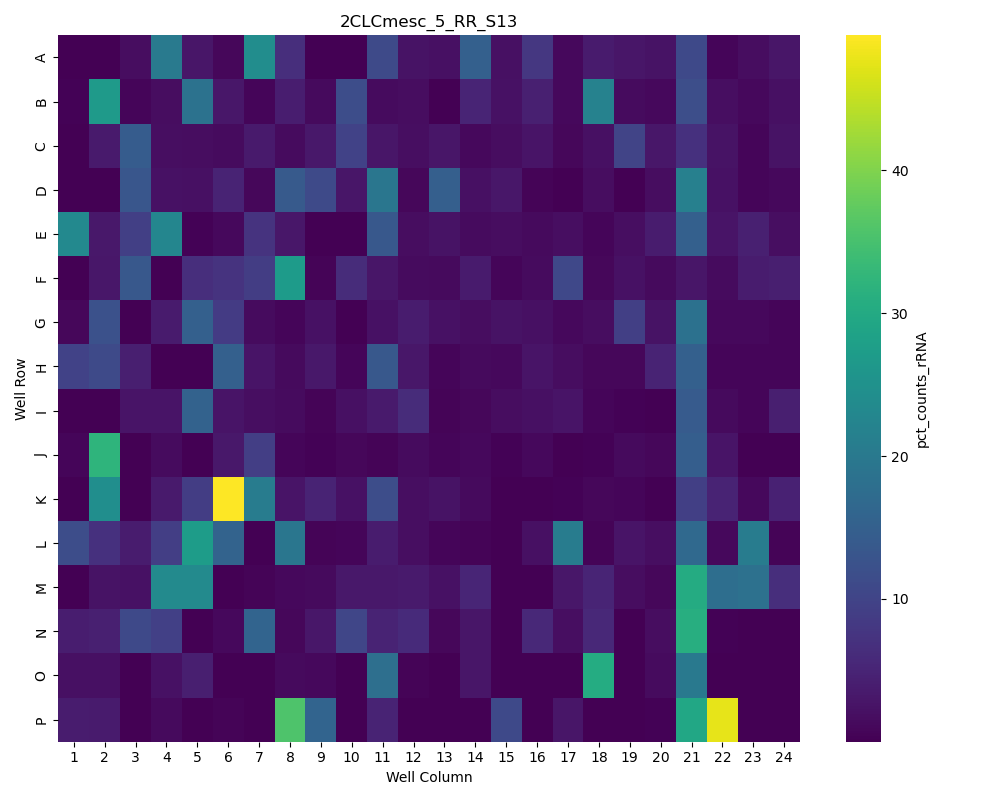 2CLCmesc_5_RR_S13
Well Row
A
B
C
D
E
F
G
H
I
J
K
L
M
N
O
P
1 2 3 4 5 6 7 8 9 10 11 12 13 14 15 16 17 18 19 20 21 22 23 24
Well Column
40
30
20
10
pct_counts_rRNA